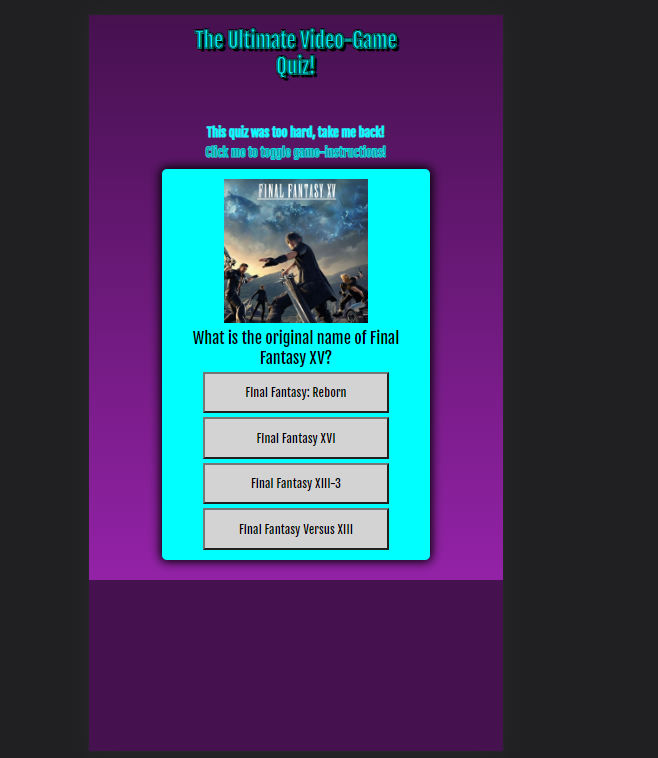 The Ultimate Video-Game
Quiz!
This quiz was too hard, take me back!
Click me to toggle game-instructions!
FINAL FANTASY XV
What is the original name of Final
Fantasy XV?
Final Fantasy: Reborn
Final Fantasy XVI
Final Fantasy XIII-3
Final Fantasy Versus XIII